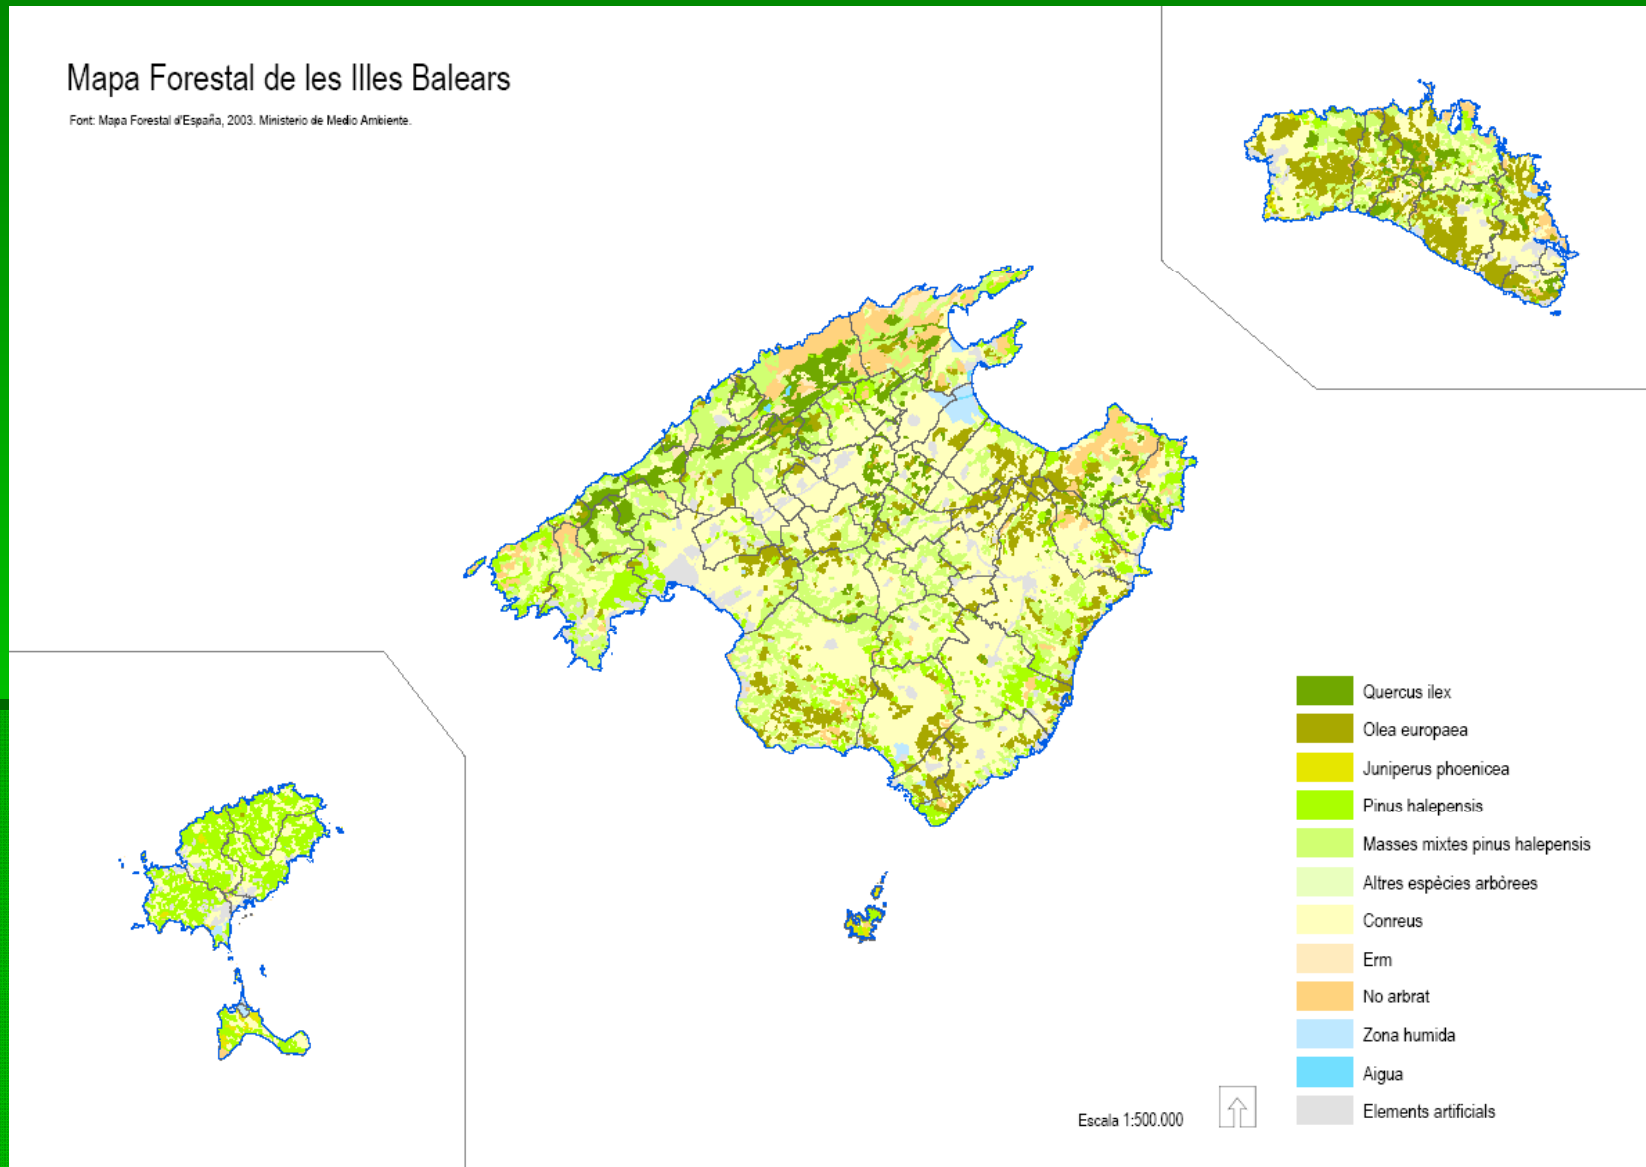 Mapa Forestal de les Illes Balears
Font: Mapa Forestal d'España, 2003. Ministerio de Medio Ambiente.
Quercus ilex
Olea europaea
Juniperus phoenicea
Pinus halepensis
Masses mixtes pinus halepensis
Altres espècies arbòrees
Conreus
Erm
No arbrat
Zona humida
Aigua
Elements artificials
Escala 1:500.000